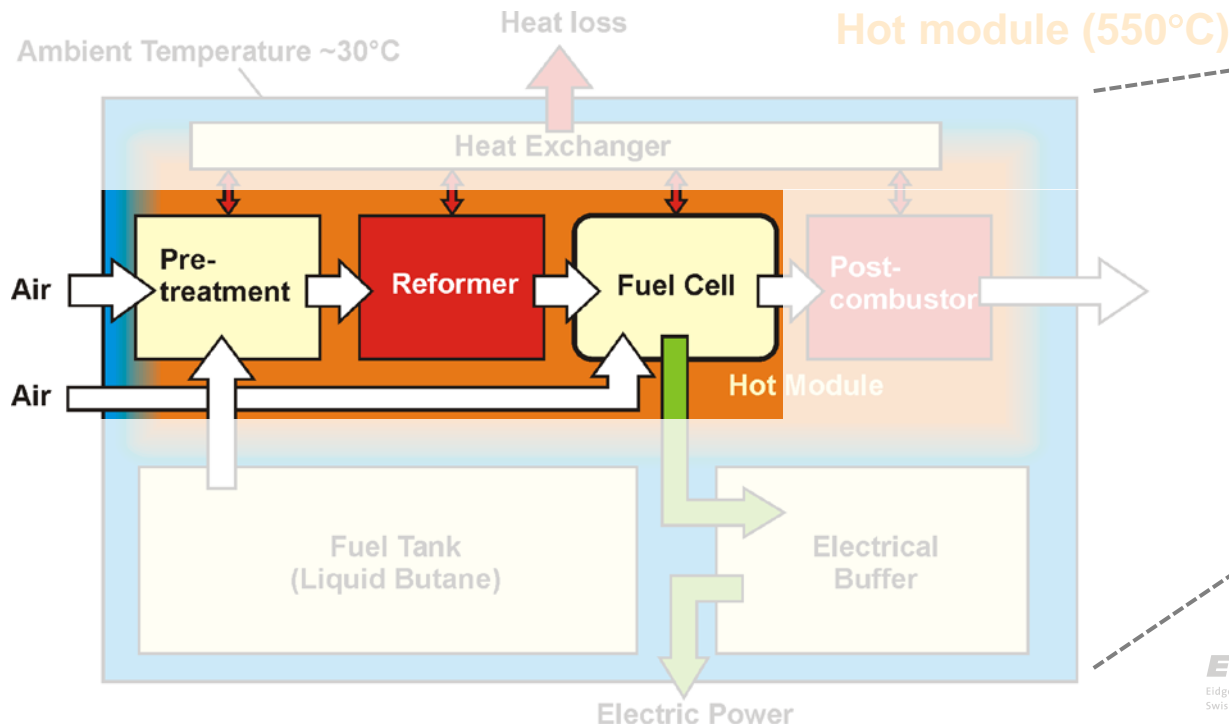 Heat loss
Hot module (550°C)
Ambient Temperature ~30°C
Heat Exchanger
Pre-
treatment
Reformer
Fuel Cell
Post-
combustor
Air
Air
Hot Module
Fuel Tank
(Liquid Butane)
Electrical
Buffer
Electric Power